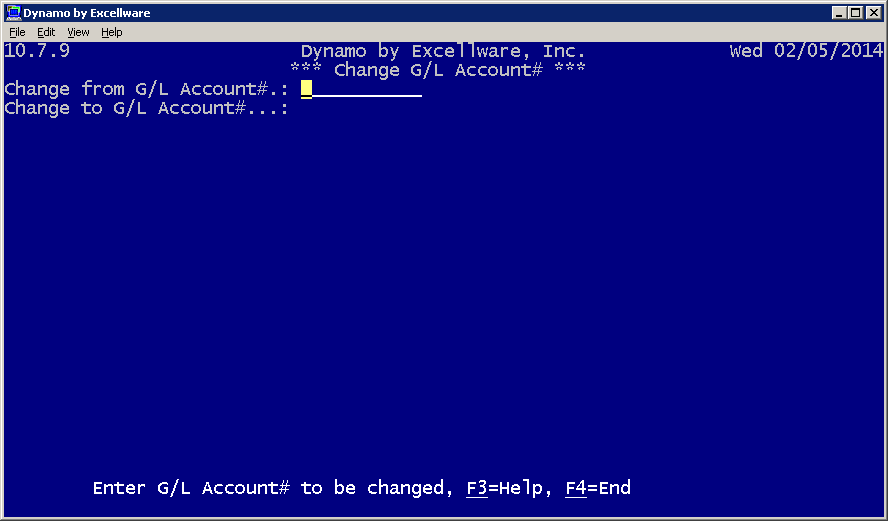 Dynamo by Excellware
File Edit View Help
10.7.9 Dynamo by Excellware, Inc. Wed 02/05/2014
*** Change G/L Account# ***
Change from G/L Account#.:
Change to G/L Account#...:
Enter G/L Account# to be changed, F3=Help, F4=End